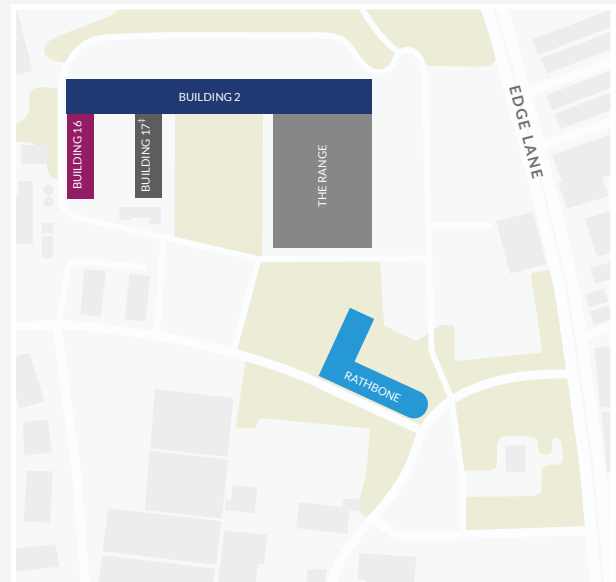 BUILDING 2
EDGE LANE
BUILDING 16
BUILDING 17‡
THE RANGE
RATHBONE